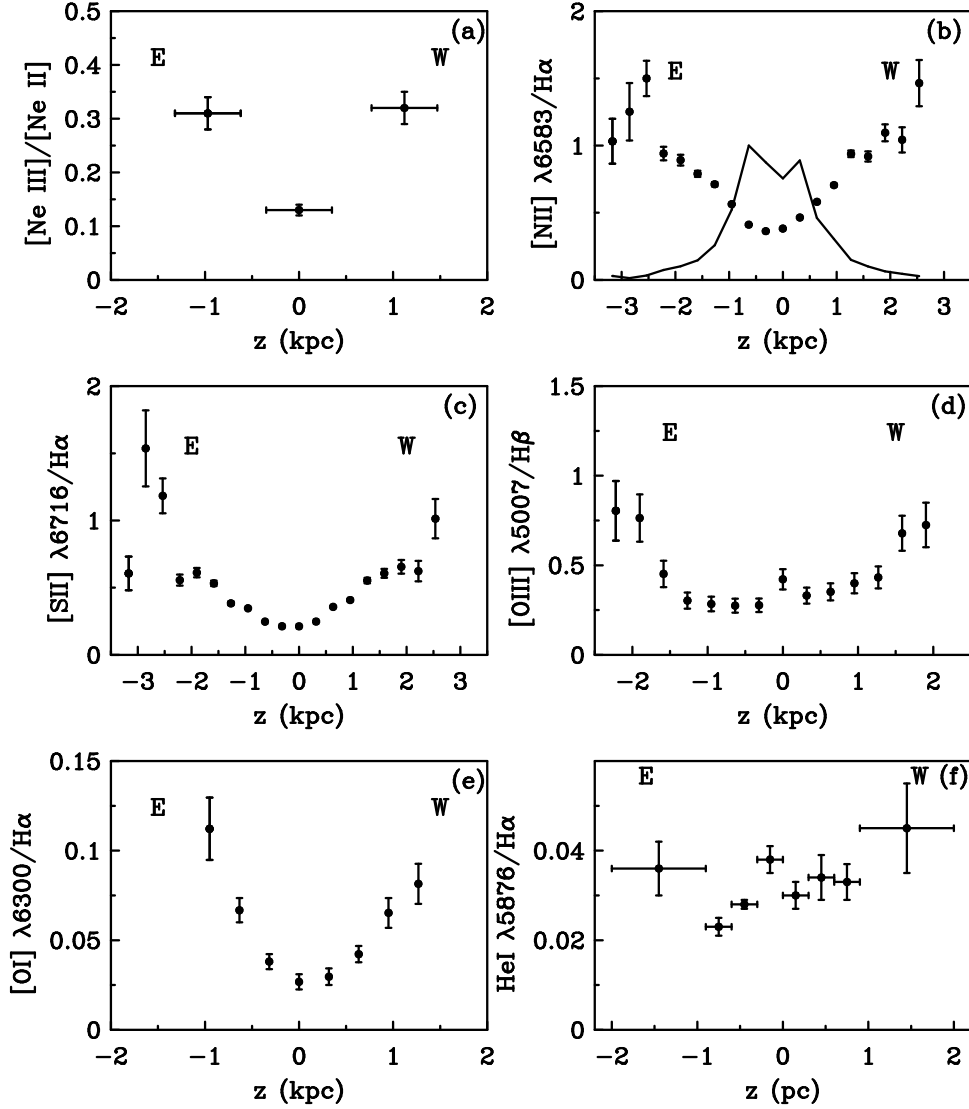 (a)
E
W
[Ne III]/[Ne II]
0.5
0.4
0.3
0.2
0.1
0
−2 −1 0 1 2
z (kpc)
(b)
E
W
[NII] λ6583/Hα
2
1
0
−3 −2 −1 0 1 2 3
z (kpc)
(c)
E
W
[SII] λ6716/Hα
2
1
0
−3 −2 −1 0 1 2 3
z (kpc)
(d)
E
W
[OIII] λ5007/Hβ
1.5
1
0.5
0
−2 −1 0 1 2
z (kpc)
(e)
E
W
[OI] λ6300/Hα
0.15
0.1
0.05
0
−2 −1 0 1 2
z (kpc)
E
W (f)
HeI λ5876/Hα
0.04
0.02
0
−2 −1 0 1 2
z (pc)